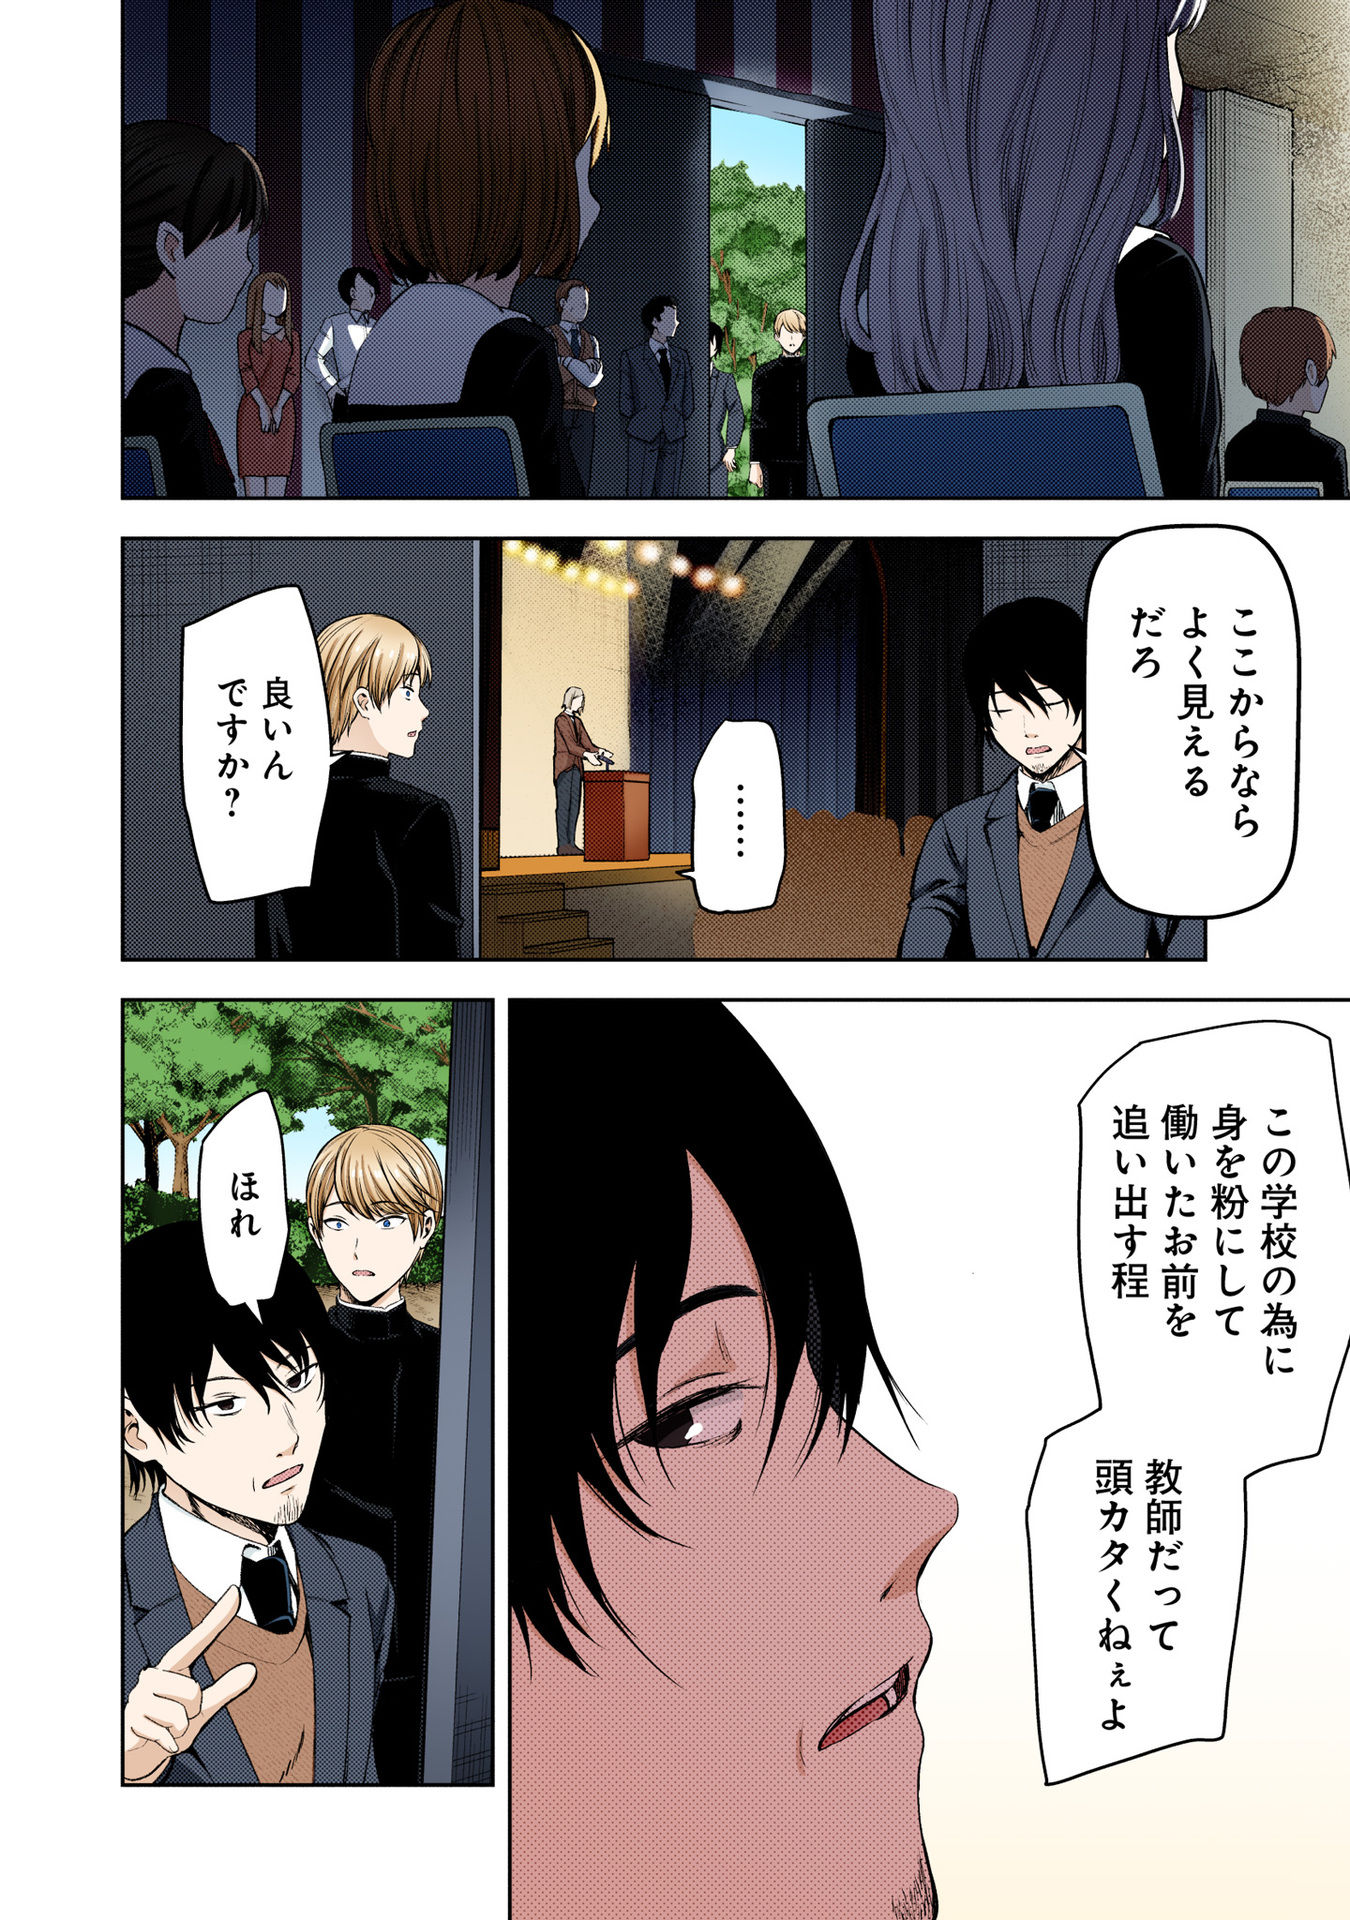 ここからなら
よく見える
だろ
……
良いん
ですか？
この学校の為に
身を粉にして
働いたお前を
追い出す程
教師だって
頭カタくねぇよ
ほれ